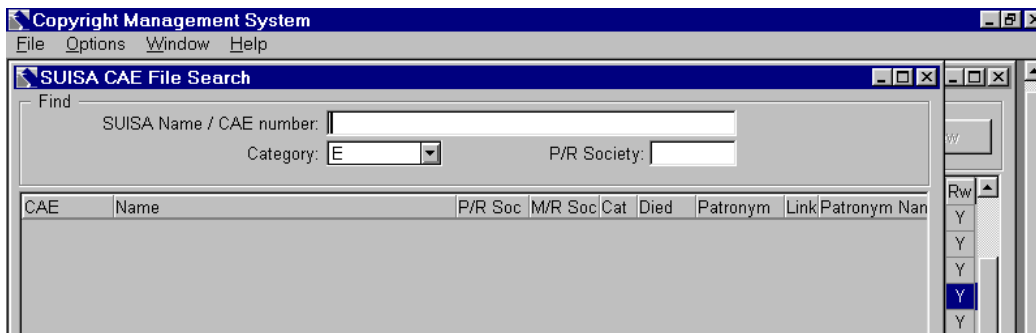 Copyright Management System
File Options Window Help
SUISA CAE File Search
Find
SUISA Name / CAE number:
Category: E P/R Society:
CAE Name P/R Soc M/R Soc Cat Died Patronym Link Patronym Nan
w
Rw
Y
Y
Y
Y
Y